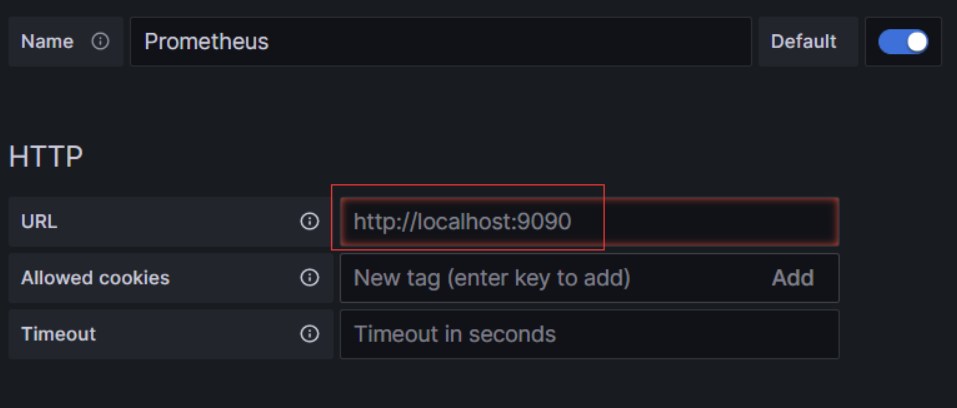 Name Prometheus Default
HTTP
URL http://localhost:9090
Allowed cookies New tag (enter key to add) Add
Timeout Timeout in seconds